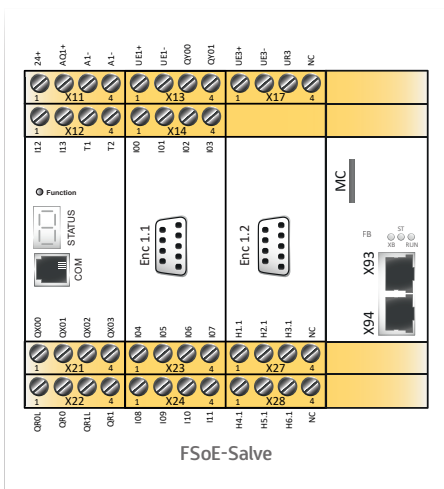 24+ AQ1+ A1- A1- UE1+ UE1- QY00 QY01 UE3+ UE3- UR3 NC
1 X11 4 1 X13 4 1 X17 4
1 X12 4 1 X14 4
I12 I13 T1 T2 I00 I01 I02 I03
MC
Function
STATUS
COM
Enc 1.1
Enc 1.2
FB
ST
XB RUN
X93
X94
QX00 QX01 QX02 QX03 I04 I05 I06 I07 H1.1 H2.1 H3.1 NC
1 X21 4 1 X23 4 1 X27 4
1 X22 4 1 X24 4 1 X28 4
QR0L QR0 QR1L QR1 I08 I09 I10 I11 H4.1 H5.1 H6.1 NC
FSoE-Salve